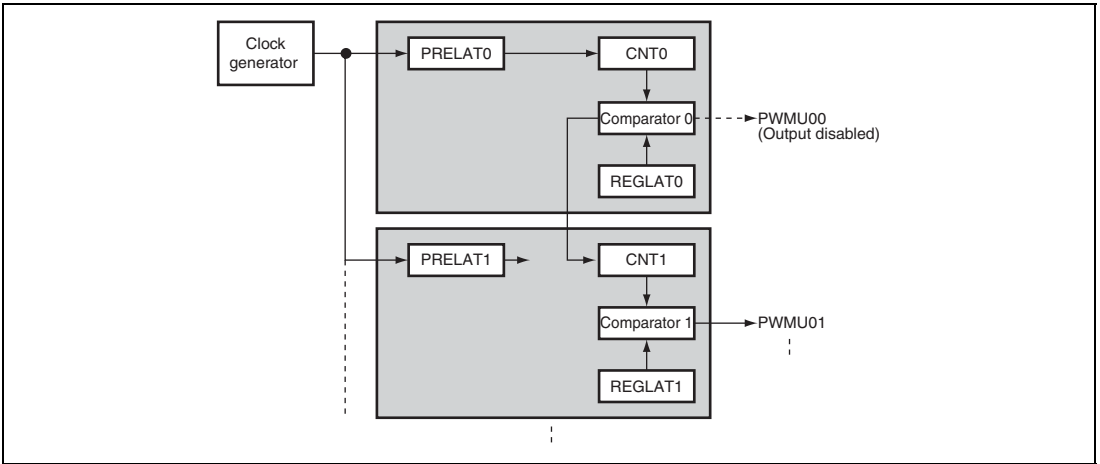 Clock
generator
PRELAT0
CNT0
Comparator 0
PWMU00
(Output disabled)
REGLAT0
PRELAT1
CNT1
Comparator 1
PWMU01
REGLAT1